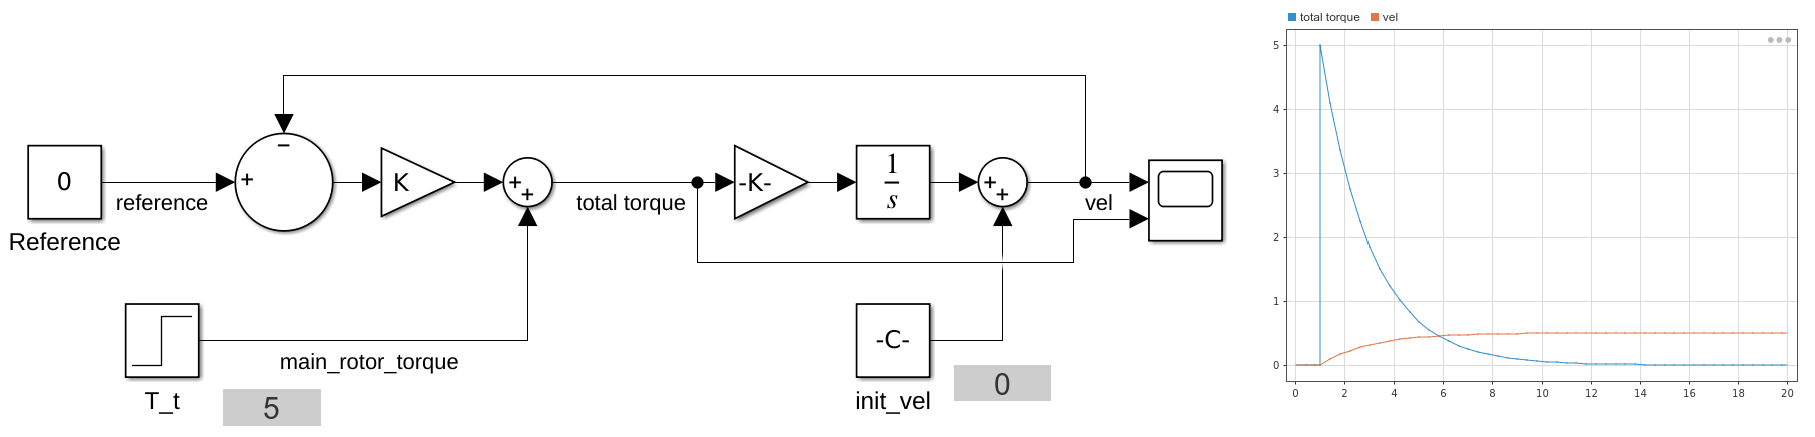 0
reference
Reference
+
−
K
+
+
total torque
-K-
1
s
+
+
vel
T_t
5
main_rotor_torque
-C-
init_vel
0
total torque vel
5
4
3
2
1
0
0 2 4 6 8 10 12 14 16 18 20